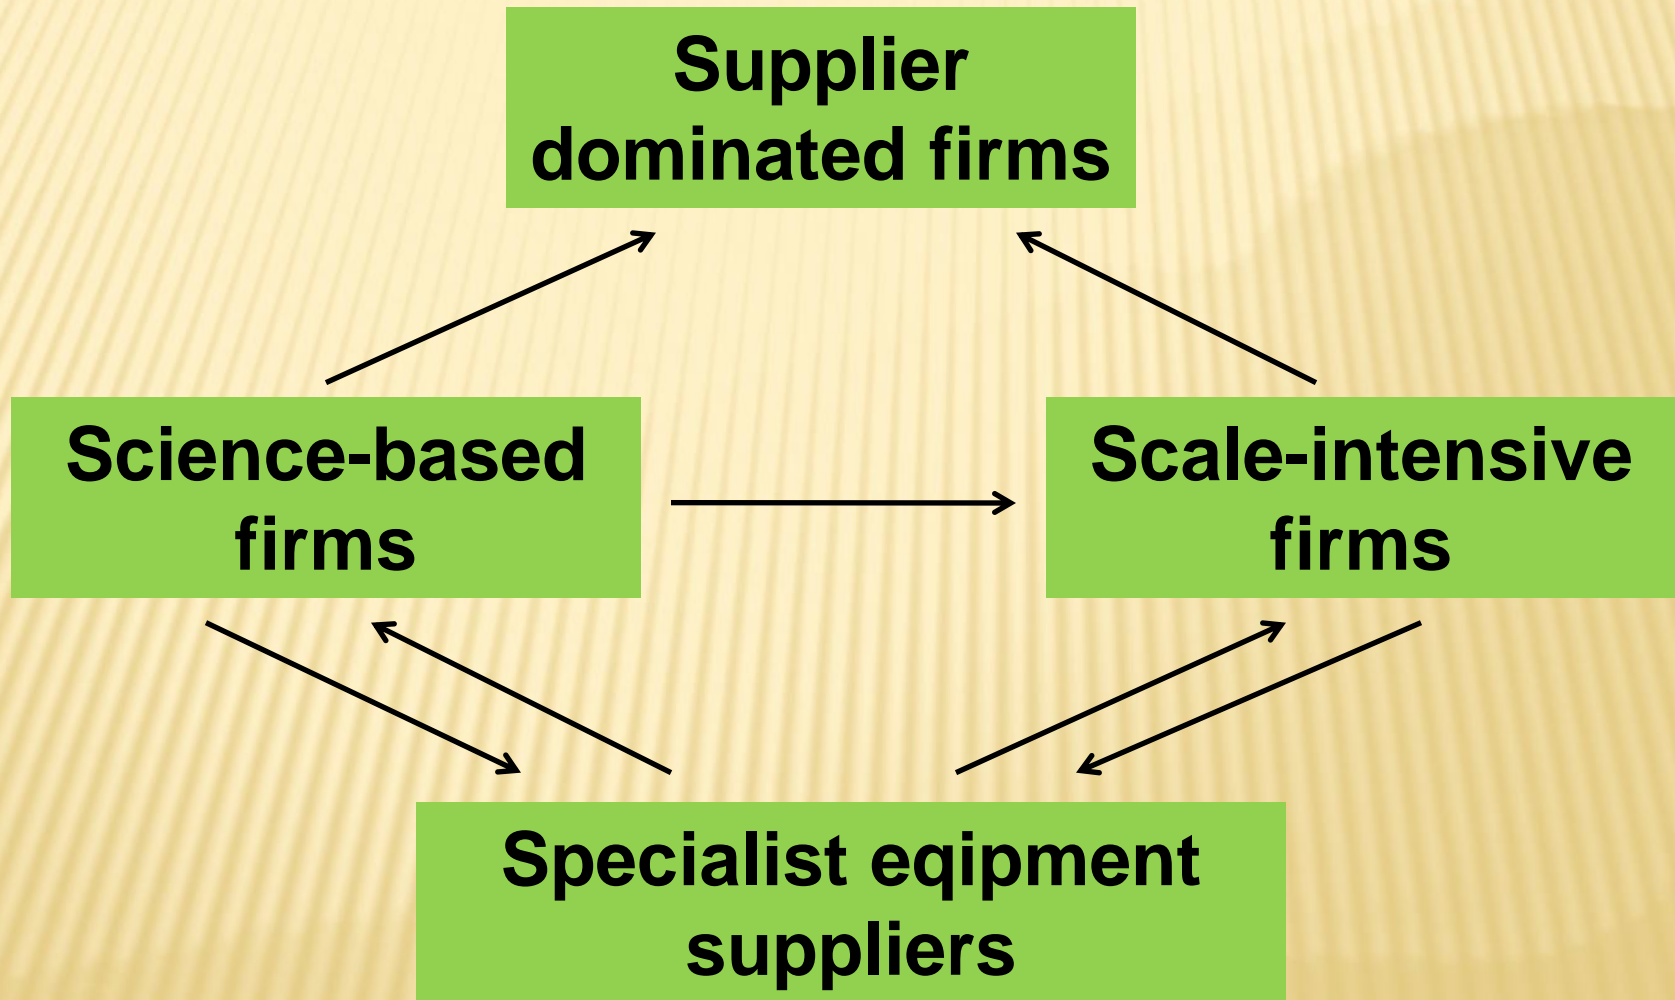 Supplier
dominated firms
Science-based
firms
Scale-intensive
firms
Specialist eqipment
suppliers